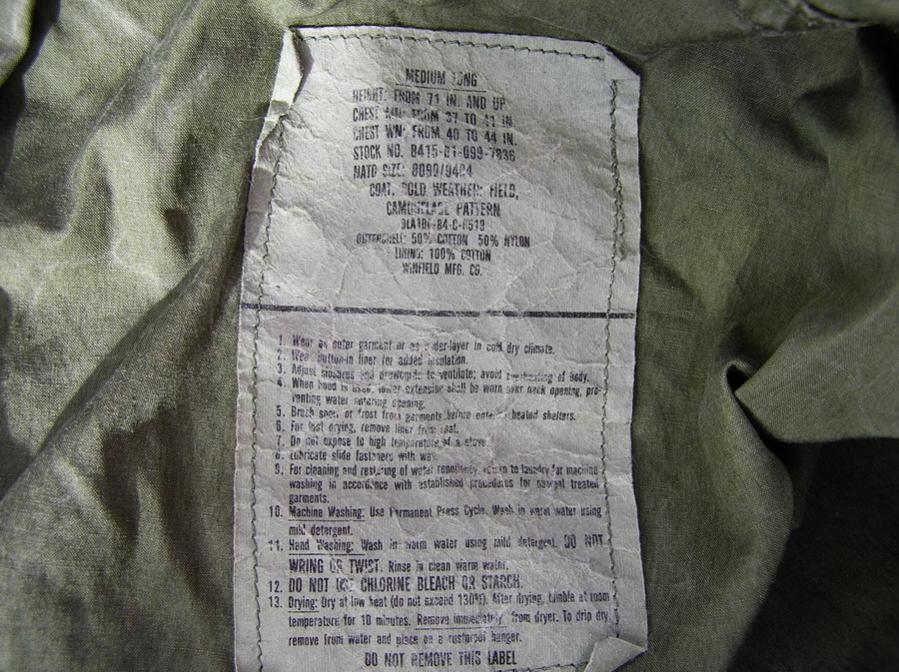 MEDIUM LONG
HEIGHT: FROM 71 IN. AND UP
CHEST FROM 37 TO 41 IN.
CHEST WN: FROM 40 TO 44 IN.
STOCK NO. 8415-01-099-7836
NATO SIZE: 8090/9404
COAT, COLD WEATHER: FIELD,
CAMOUFLAGE PATTERN
OUTERSHELL: 50% COTTON 50% NYLON
LINING: 100% COTTON
WINFIELD MFG. CO.
1. Wear as outer garment or as under-layer in cold dry climate.
2. Wear button-in liner for added insulation.
3. Adjust closures and drawcords to ventilate; avoid overheating of body.
4. When hood is used, lower extension shall be worn over neck opening, pre-
venting water entering opening.
5. Brush snow or frost from garments before entering heated shelters.
6. For fast drying, remove liner from coat.
7. Do not expose to high temperature of a stove.
8. Lubricate slide fasteners with wax.
9. For cleaning and restoring of water repellency, return to laundry for machine
washing in accordance with established procedures for treated
garments.
10. Machine Washing: Use Permanent Press Cycle. Wash in warm water using
mild detergent.
11. Hand Washing: Wash in warm water using mild detergent. DO NOT
WRING OR TWIST. Rinse in clean warm water.
12. DO NOT USE CHLORINE BLEACH OR STARCH.
13. Drying: Dry at low heat (do not exceed 130°F). After drying, tumble at room
temperature for 10 minutes. Remove immediately from dryer. To drip dry
remove from water and place on a rustproof hanger.
DO NOT REMOVE THIS LABEL